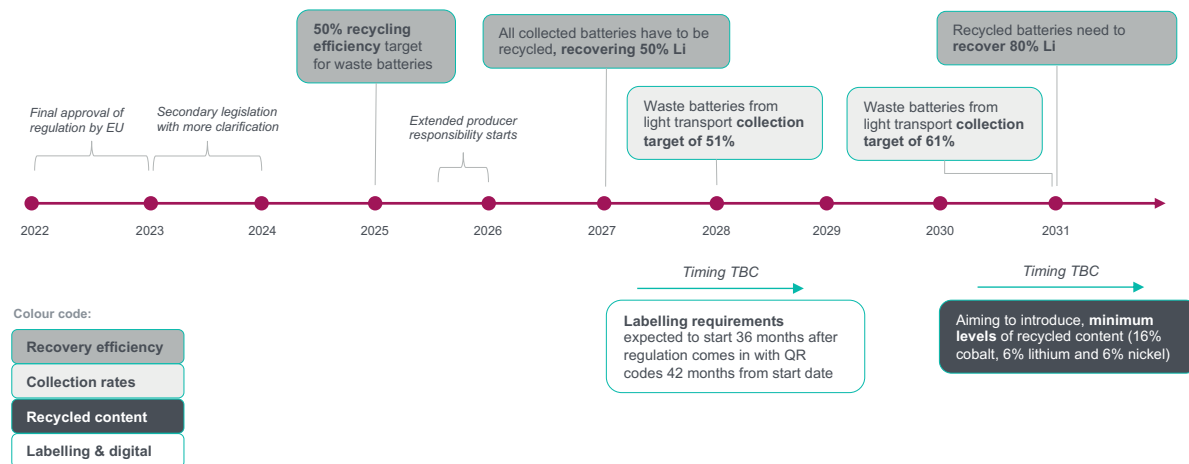 50% recycling
efficiency target
for waste batteries
All collected batteries have to be
recycled, recovering 50% Li
Recycled batteries need to
recover 80% Li
Final approval of
regulation by EU
Secondary legislation
with more clarification
Extended producer
responsibility starts
Waste batteries from
light transport collection
target of 51%
Waste batteries from
light transport collection
target of 61%
2022
2023
2024
2025
2026
2027
2028
2029
2030
2031
Timing TBC
Timing TBC
Labelling requirements
expected to start 36 months after
regulation comes in with QR
codes 42 months from start date
Aiming to introduce, minimum
levels of recycled content (16%
cobalt, 6% lithium and 6% nickel)
Colour code:
Recovery efficiency
Collection rates
Recycled content
Labelling & digital